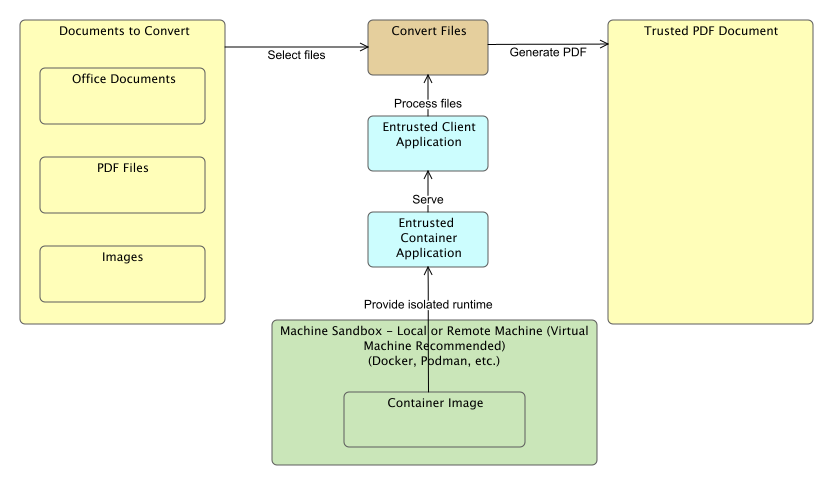 Documents to Convert
Office Documents
PDF Files
Images
Select files
Convert Files
Generate PDF
Trusted PDF Document
Process files
Entrusted Client
Application
Serve
Entrusted
Container
Application
Provide isolated runtime
Machine Sandbox - Local or Remote Machine (Virtual
Machine Recommended)
(Docker, Podman, etc.)
Container Image